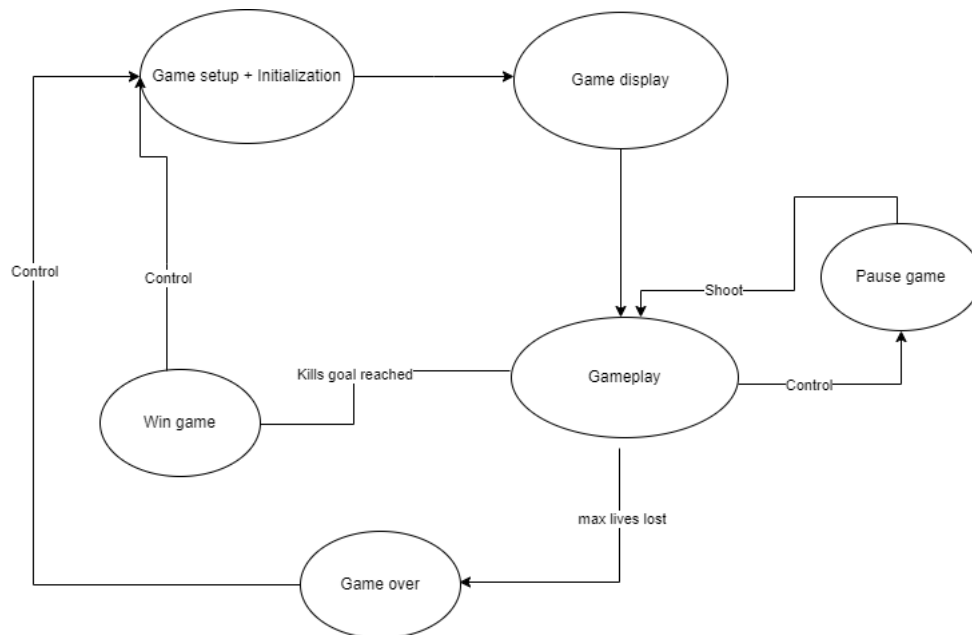 Game setup + Initialization
Game display
Control
Control
Shoot
Pause game
Kills goal reached
Gameplay
Control
Win game
max lives lost
Game over